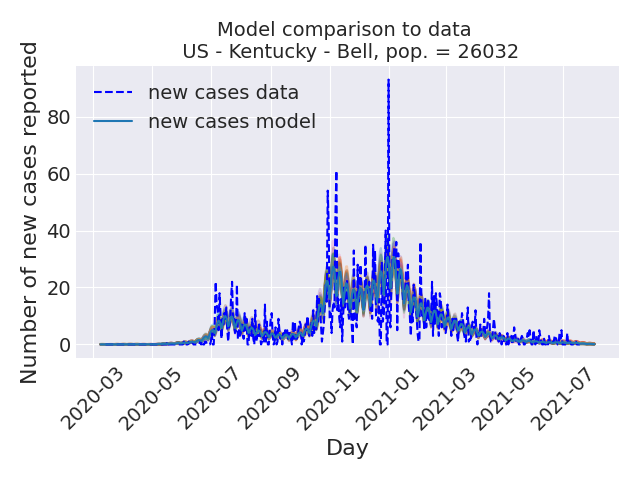 Model comparison to data
US - Kentucky - Bell, pop. = 26032
Number of new cases reported
new cases data
new cases model
80
60
40
20
0
2020-03
2020-05
2020-07
2020-09
2020-11
2021-01
2021-03
2021-05
2021-07
Day